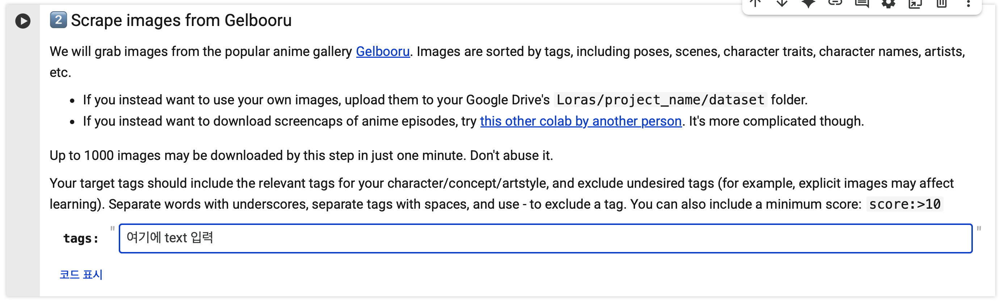 2 Scrape images from Gelbooru
We will grab images from the popular anime gallery Gelbooru. Images are sorted by tags, including poses, scenes, character traits, character names, artists,
etc.
• If you instead want to use your own images, upload them to your Google Drive's Loras/project_name/dataset folder.
• If you instead want to download screencaps of anime episodes, try this other colab by another person. It's more complicated though.
Up to 1000 images may be downloaded by this step in just one minute. Don't abuse it.
Your target tags should include the relevant tags for your character/concept/artstyle, and exclude undesired tags (for example, explicit images may affect
learning). Separate words with underscores, separate tags with spaces, and use - to exclude a tag. You can also include a minimum score: score:>10
tags: " 여기에 text 입력 "
코드 표시